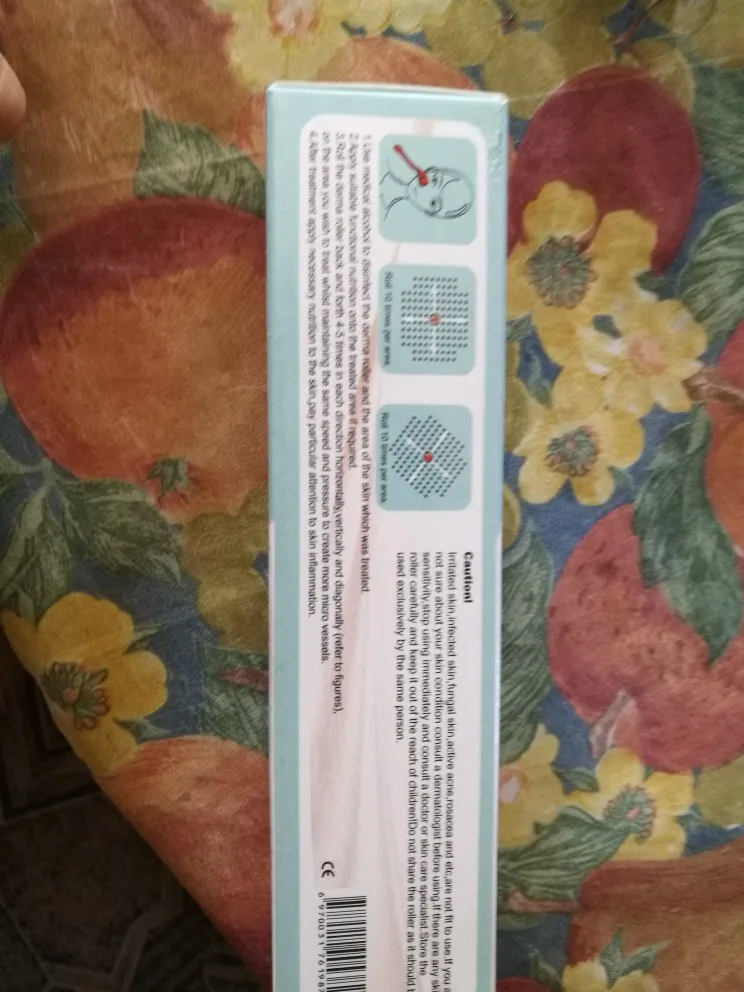 Roll 10 times per area.
Roll 10 times per area.
1.Use medical alcohol to disinfect the derma roller and the area of the skin which was treated.
2.Apply suitable functional nutrition onto the treated area if required.
3.Roll the derma roller back and forth 4-5 times in each direction horizontally,vertically and diagonally (refer to figures),
on the area you wish to treat whilst maintaining the same speed and pressure to create more micro vessels.
4.After treatment apply necessary nutrition to the skin,pay particular attention to skin inflammation.
Caution!
Irritated skin,infected skin,fungal skin,active acne,rosacea and etc,are not fit to use.If you a
not sure about your skin condition consult a dermatologist before using.If there are any sk
sensitivity,stop using immediately and consult a doctor or skin care specialist.Store the
roller carefully and keep it out of the reach of children!Do not share the roller as it should b
used exclusively by the same person.
CE
6 970031 76198